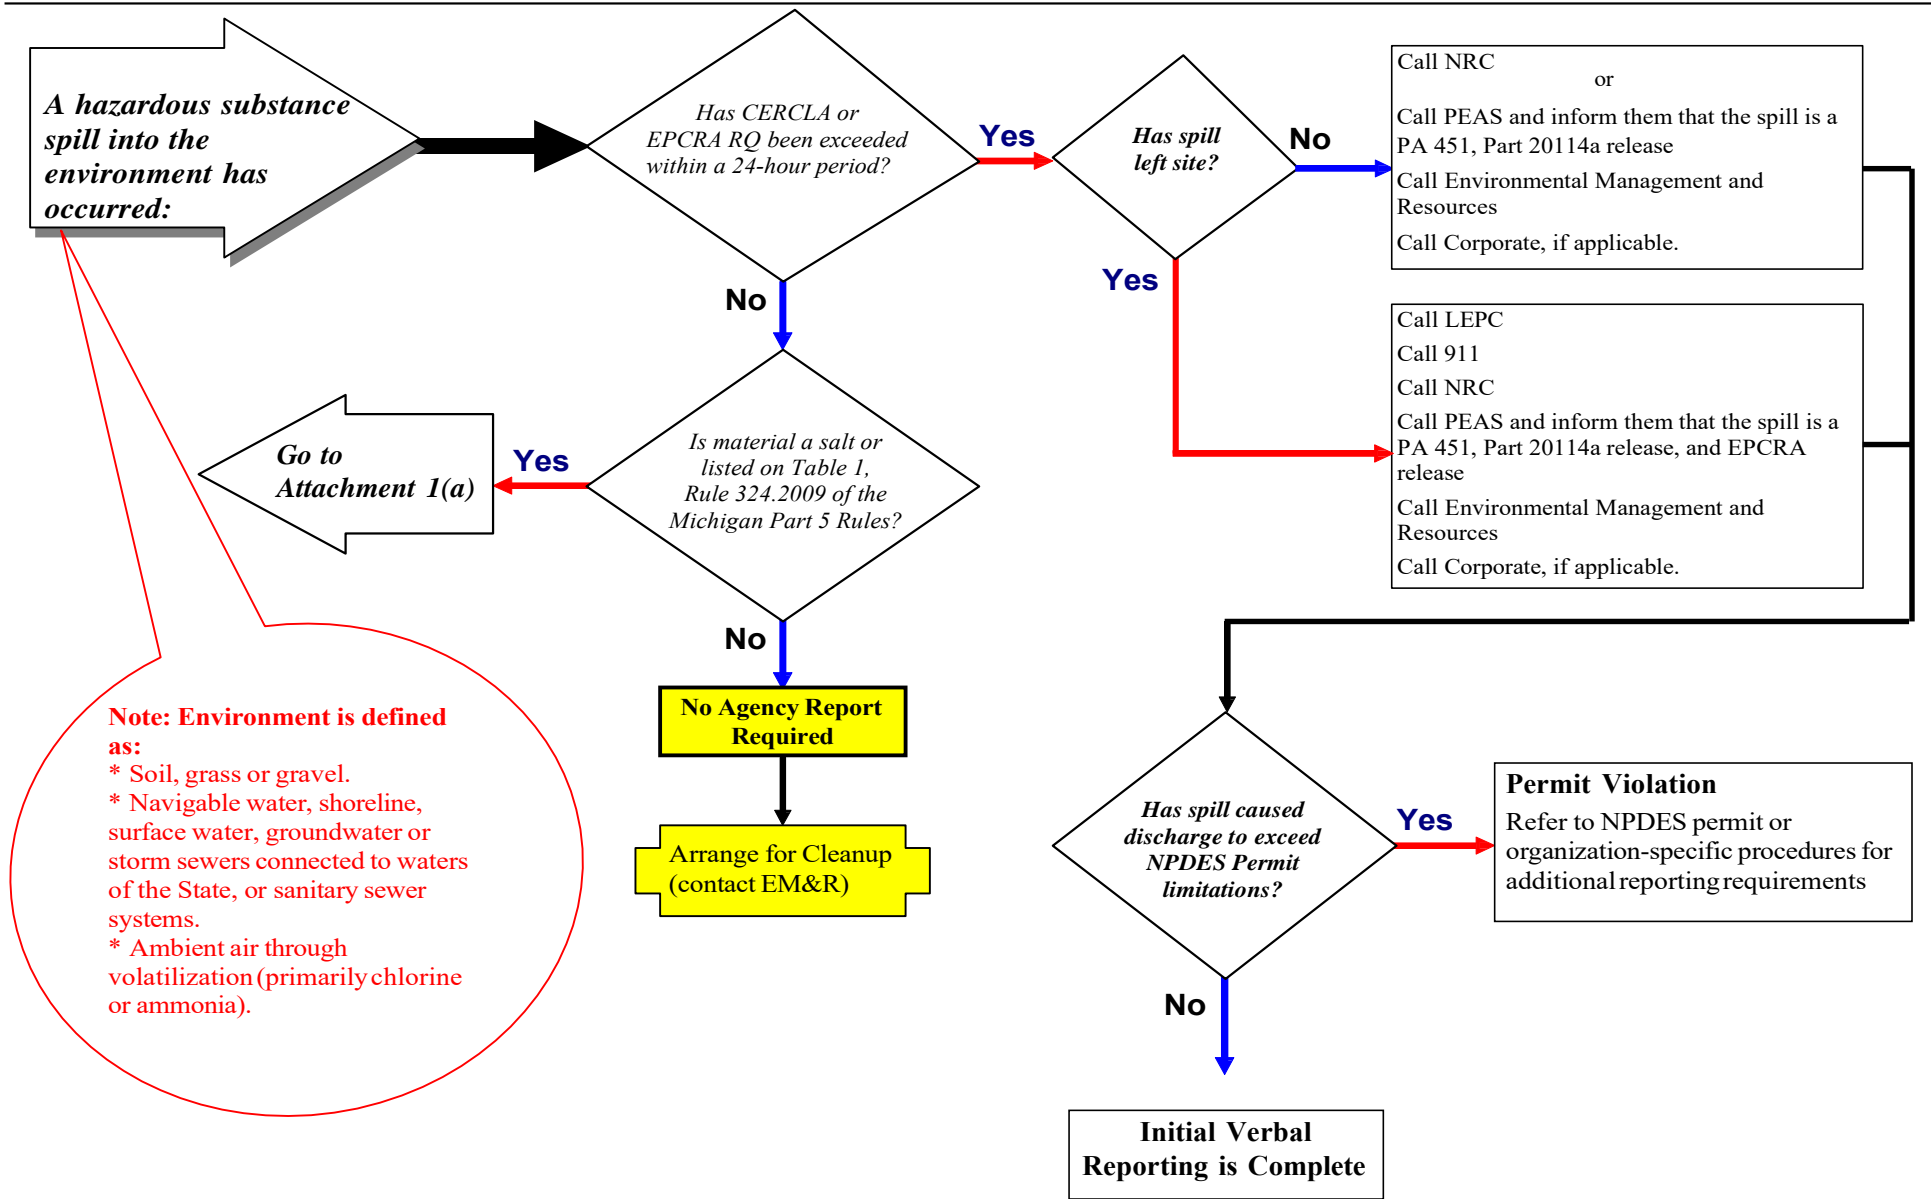 A hazardous substance
spill into the
environment has
occurred:
Has CERCLA or
EPCRA RQ been exceeded
within a 24-hour period?
Yes
Has spill
left site?
No
Call NRC
or
Call PEAS and inform them that the spill is a
PA 451, Part 20114a release
Call Environmental Management and
Resources
Call Corporate, if applicable.
Yes
Call LEPC
Call 911
Call NRC
Call PEAS and inform them that the spill is a
PA 451, Part 20114a release, and EPCRA
release
Call Environmental Management and
Resources
Call Corporate, if applicable.
No
Is material a salt or
listed on Table 1,
Rule 324.2009 of the
Michigan Part 5 Rules?
Yes
Go to
Attachment 1(a)
No
No Agency Report
Required
Arrange for Cleanup
(contact EM&R)
Note: Environment is defined
as:
* Soil, grass or gravel.
* Navigable water, shoreline,
surface water, groundwater or
storm sewers connected to waters
of the State, or sanitary sewer
systems.
* Ambient air through
volatilization (primarily chlorine
or ammonia).
Has spill caused
discharge to exceed
NPDES Permit
limitations?
Yes
Permit Violation
Refer to NPDES permit or
organization-specific procedures for
additional reporting requirements
No
Initial Verbal
Reporting is Complete